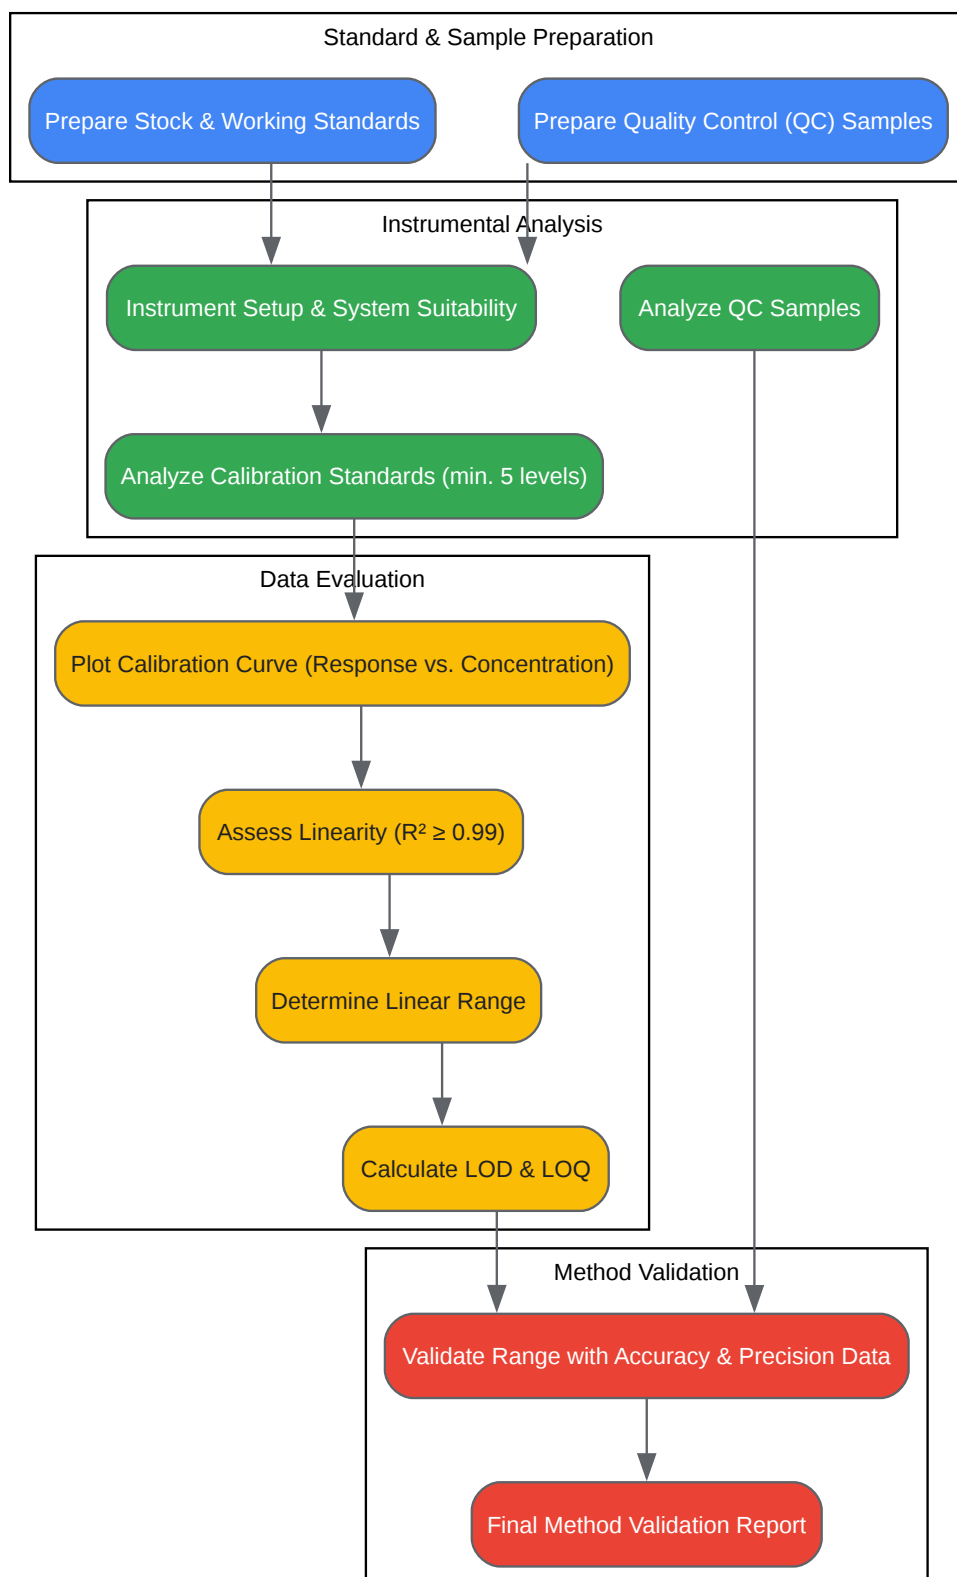 Standard & Sample Preparation
Prepare Stock & Working Standards
Prepare Quality Control (QC) Samples
Instrumental Analysis
Instrument Setup & System Suitability
Analyze QC Samples
Analyze Calibration Standards (min. 5 levels)
Data Evaluation
Plot Calibration Curve (Response vs. Concentration)
Assess Linearity (R² ≥ 0.99)
Determine Linear Range
Calculate LOD & LOQ
Method Validation
Validate Range with Accuracy & Precision Data
Final Method Validation Report